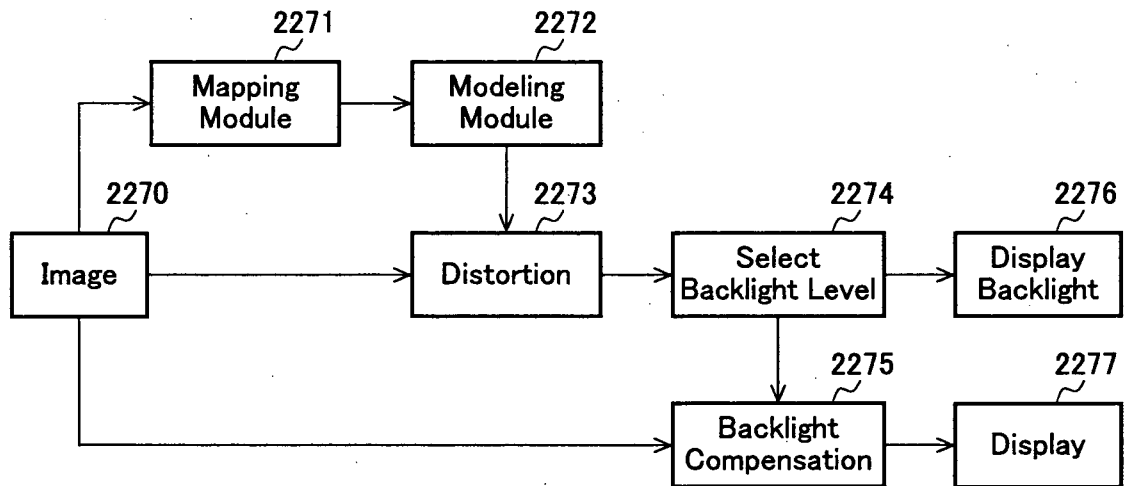 2271
2272
Mapping
Module
Modeling
Module
2270
2273
2274
2276
Image
Distortion
Select
Backlight Level
Display
Backlight
2275
2277
Backlight
Compensation
Display